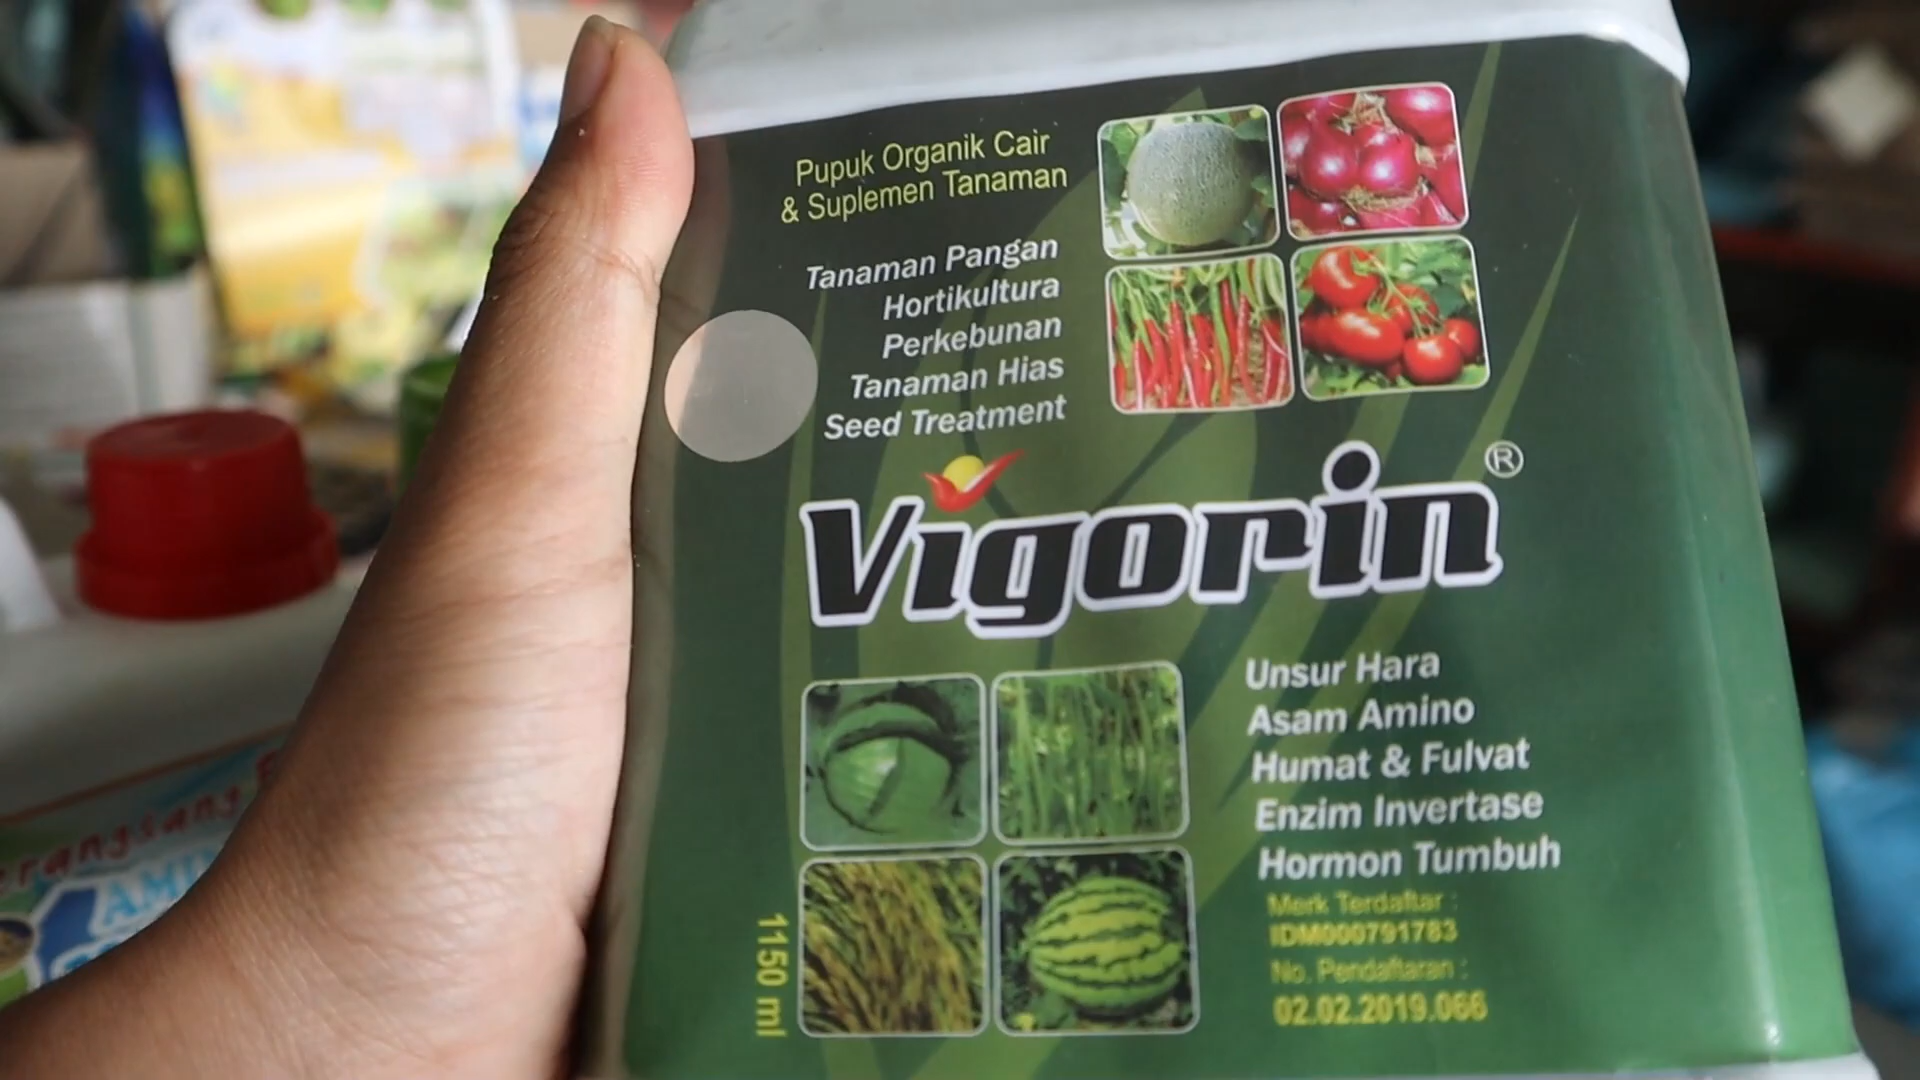 Pupuk Organik Cair
& Suplemen Tanaman
Tanaman Pangan
Hortikultura
Perkebunan
Tanaman Hias
Seed Treatment
Vigorin ®
Unsur Hara
Asam Amino
Humat & Fulvat
Enzim Invertase
Hormon Tumbuh
Merk Terdaftar :
IDM000791783
No. Pendaftaran :
02.02.2019.066
1150 ml